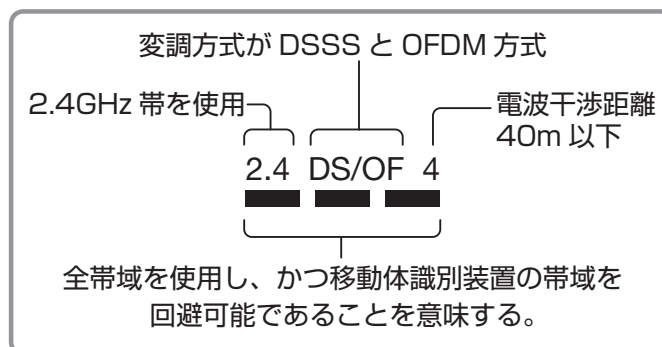 変調方式が DSSS と OFDM 方式
2.4GHz 帯を使用
電波干渉距離
40m 以下
2.4 DS/OF 4
全帯域を使用し、かつ移動体識別装置の帯域を
回避可能であることを意味する。